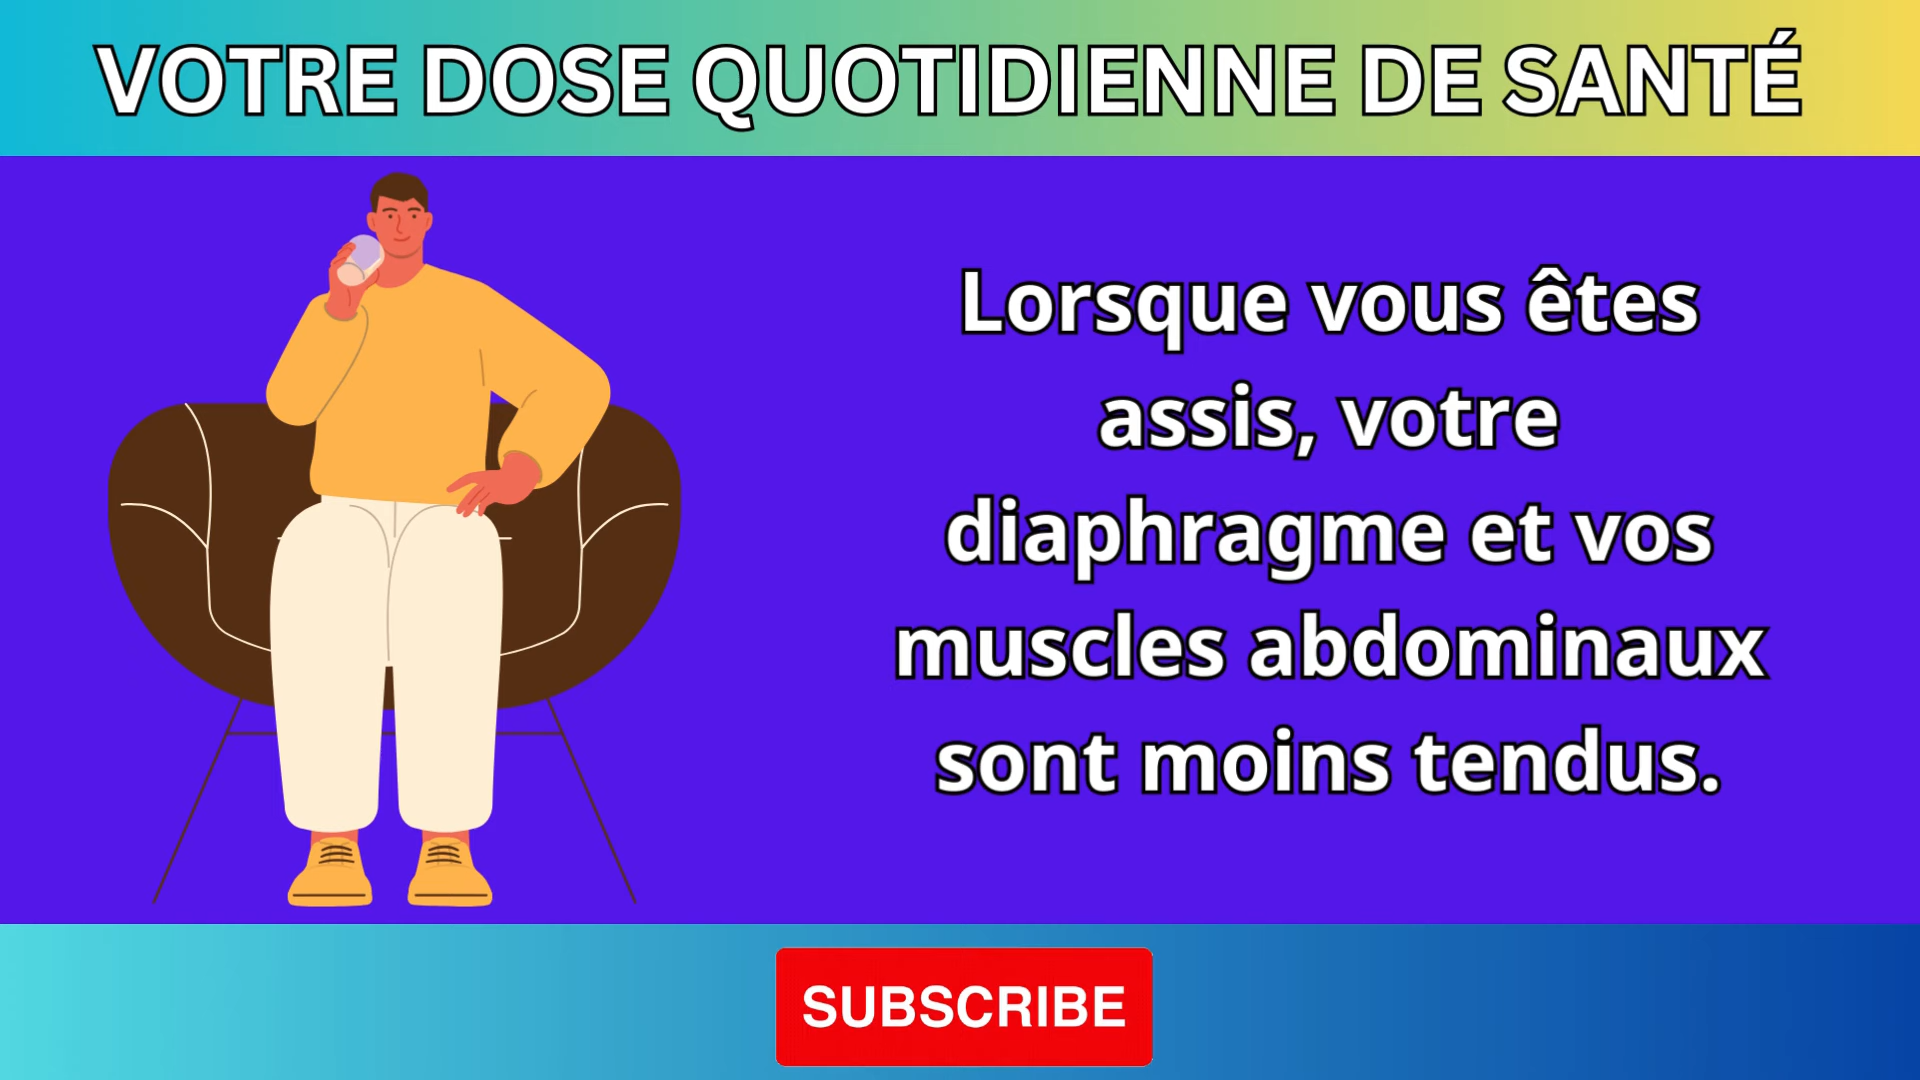 VOTRE DOSE QUOTIDIENNE DE SANTÉ
Lorsque vous êtes
assis, votre
diaphragme et vos
muscles abdominaux
sont moins tendus.
SUBSCRIBE